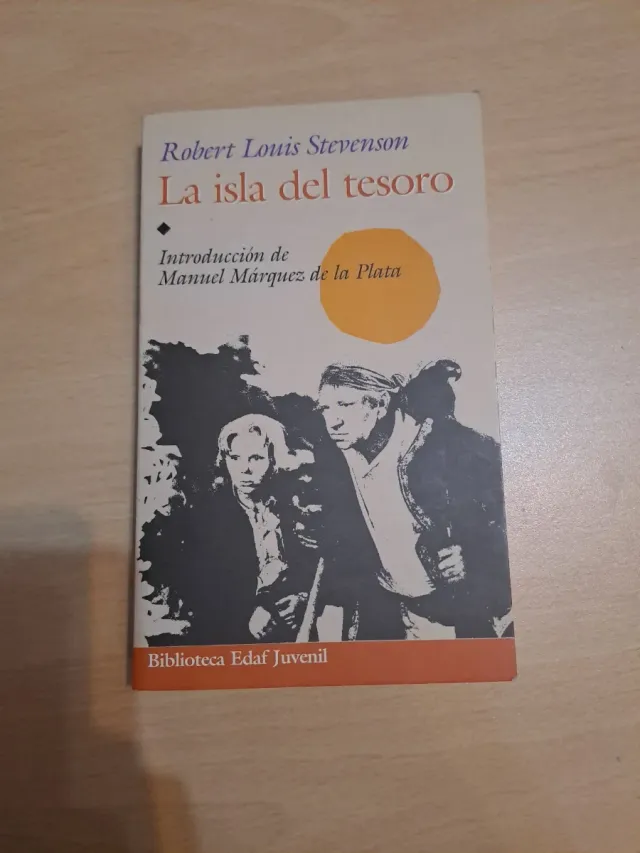 Robert Louis Stevenson
La isla del tesoro
Introducción de
Manuel Márquez de la Plata
Biblioteca Edaf Juvenil